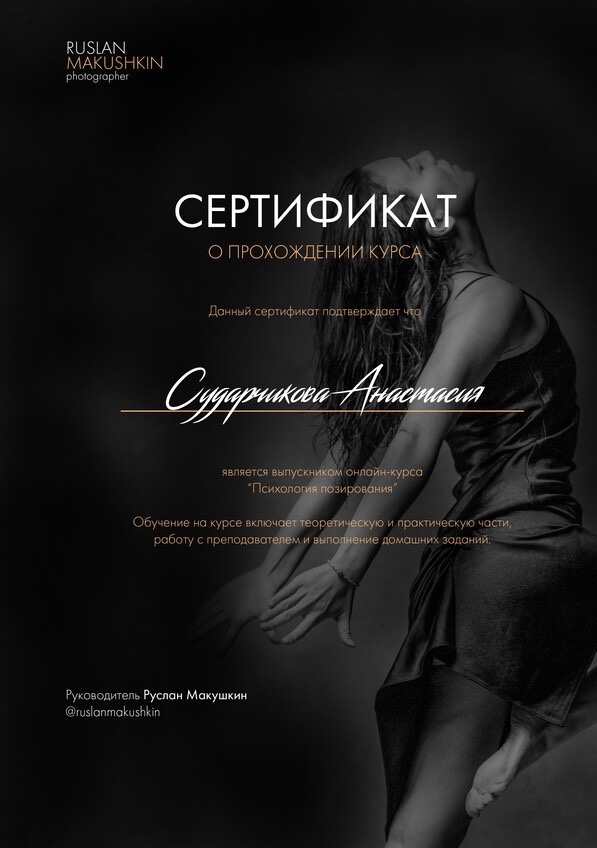 RUSLAN
MAKUSHKIN
photographer
СЕРТИФИКАТ
О ПРОХОЖДЕНИИ КУРСА
Данный сертификат подтверждает что
Сударчикова Анастасия
является выпускником онлайн-курса
“Психология позирования”
Обучение на курсе включает теоретическую и практическую части,
работу с преподавателем и выполнение домашних заданий.
Руководитель Руслан Макушкин
@ruslanmakushkin